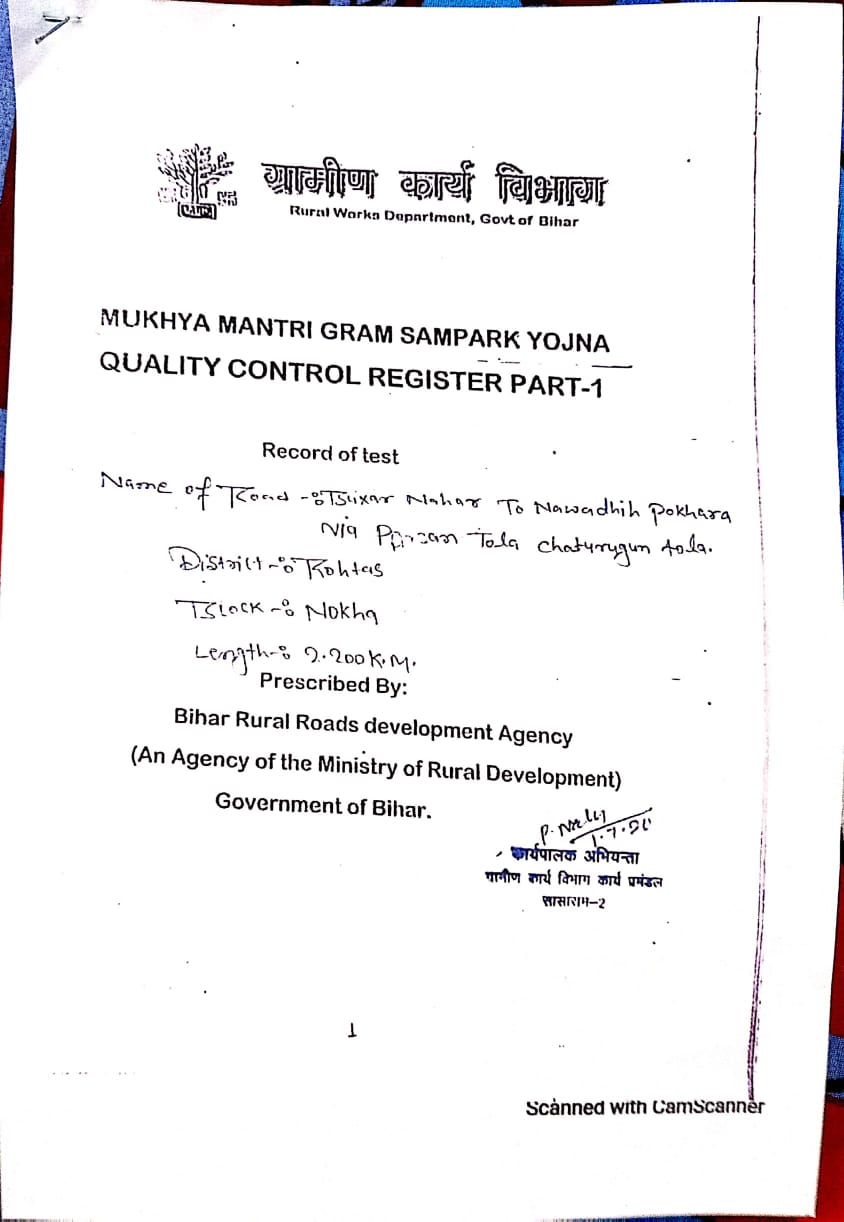 ग्रामीण कार्य विभाग
Rural Works Department, Govt of Bihar
MUKHYA MANTRI GRAM SAMPARK YOJNA
QUALITY CONTROL REGISTER PART-1
Record of test
Name of Road -: Buxar Nahar To Nawadhih Pokhara
Via Tola Chaturygun tola.
District -: Rohtas
Block -: Nokha
Length -: 2.200 K.M.
Prescribed By:
Bihar Rural Roads development Agency
(An Agency of the Ministry of Rural Development)
Government of Bihar.
कार्यपालक अभियन्ता
ग्रामीण कार्य विभाग कार्य प्रमंडल
सासाराम-2
1
Scanned with CamScanner